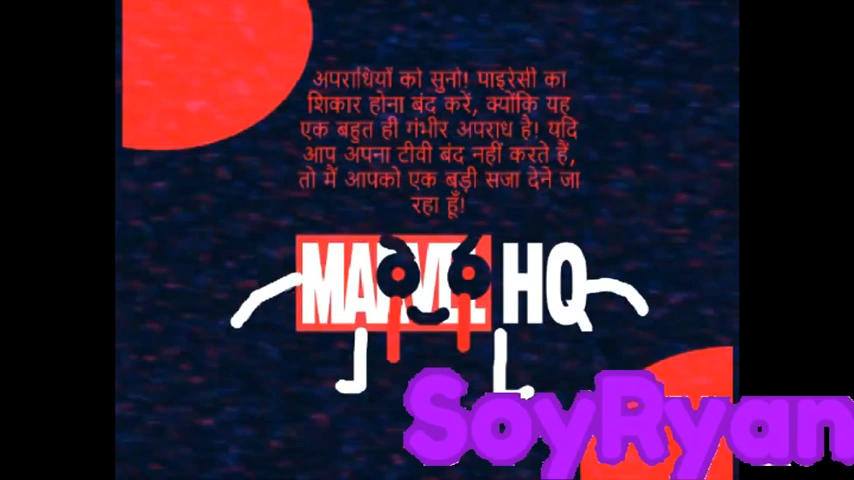 अपराधियों को सुनो! पाइरेसी का
शिकार होना बंद करें, क्योंकि यह
एक बहुत ही गंभीर अपराध है! यदि
आप अपना टीवी बंद नहीं करते हैं,
तो मैं आपको एक बड़ी सजा देने जा
रहा हूँ!
MARVEL HQ
SoyRyan